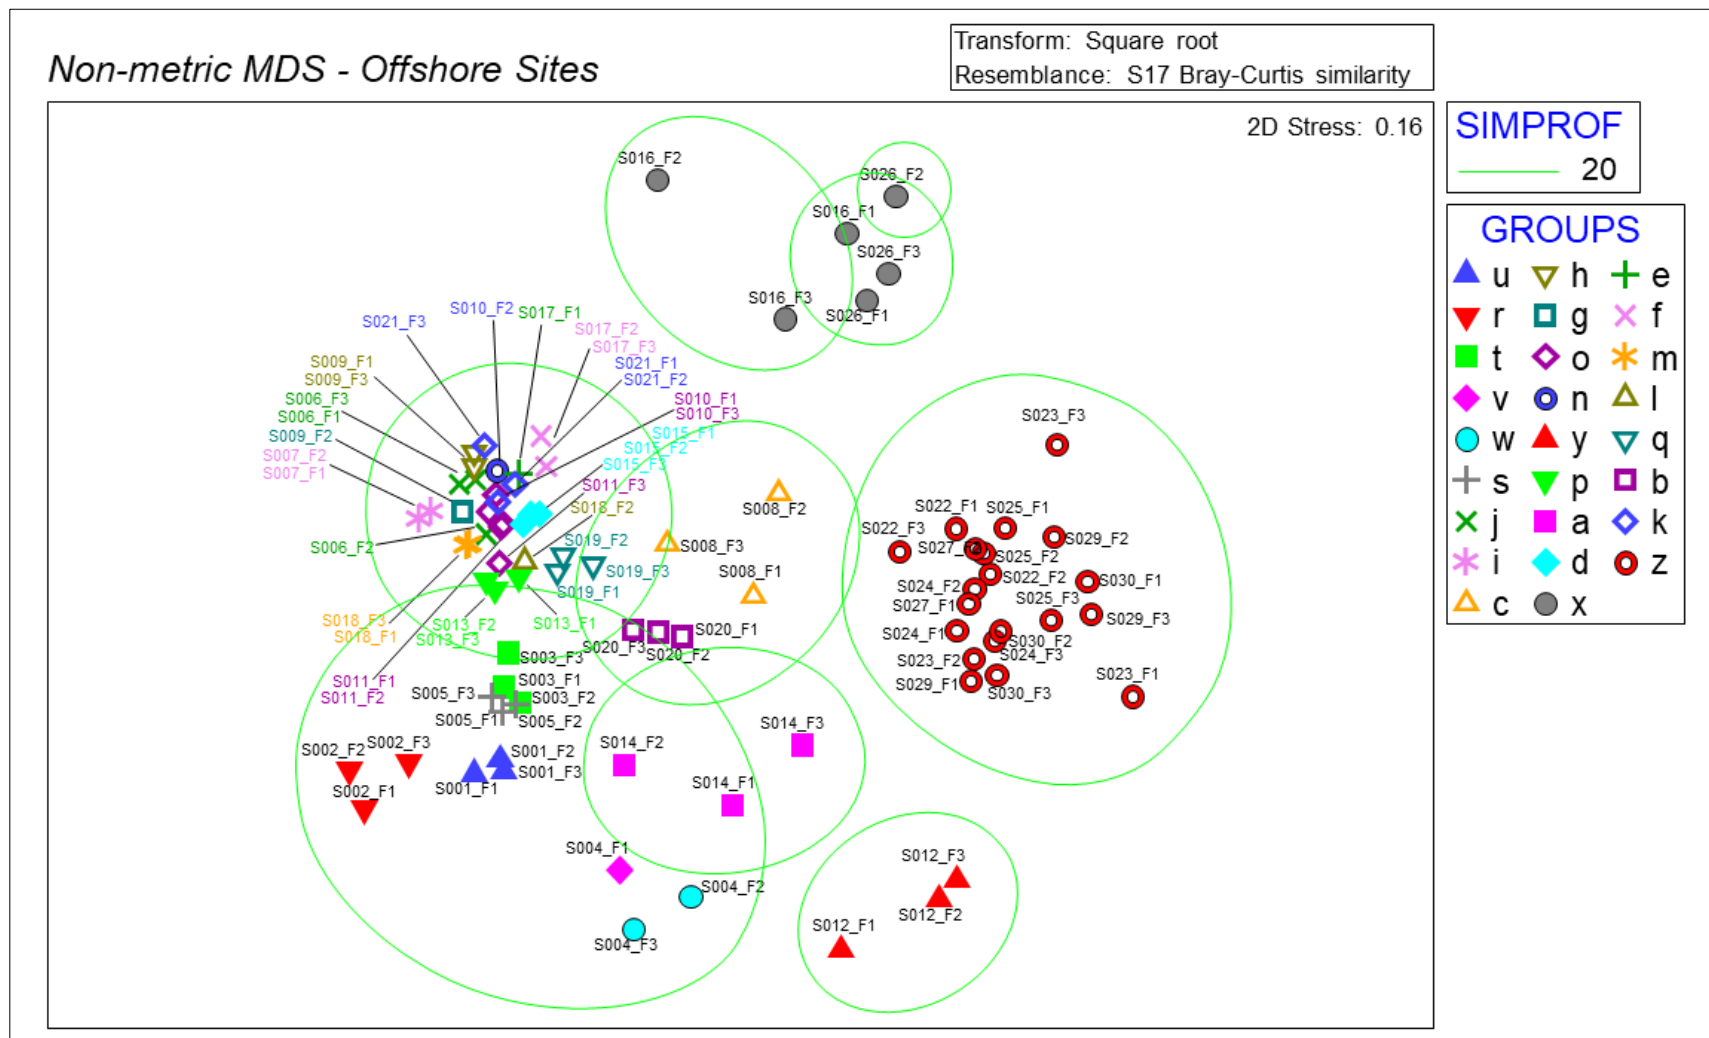 Non-metric MDS - Offshore Sites
Transform: Square root
Resemblance: S17 Bray-Curtis similarity
2D Stress: 0.16
SIMPROF
20
GROUPS
u
h
e
r
g
f
t
o
m
v
n
l
w
y
q
s
p
b
j
a
k
i
d
z
c
x
S016_F2
S026_F2
S016_F1
S026_F3
S016_F3
S026_F1
S010_F2
S017_F1
S021_F3
S017_F2
S017_F3
S009_F1
S021_F1
S009_F3
S021_F2
S006_F3
S010_F1
S006_F1
S010_F3
S009_F2
S015_F1
S007_F2
S015_F2
S007_F1
S015_F3
S011_F3
S018_F2
S006_F2
S019_F2
S019_F3
S019_F1
S008_F2
S008_F3
S008_F1
S023_F3
S022_F1
S025_F1
S022_F3
S029_F2
S027_F2
S025_F2
S022_F2
S030_F1
S024_F2
S025_F3
S027_F1
S029_F3
S024_F1
S030_F2
S023_F2
S024_F3
S029_F1
S030_F3
S023_F1
S018_F3
S018_F1
S013_F2
S013_F3
S013_F1
S020_F1
S020_F3
S020_F2
S003_F3
S011_F1
S011_F2
S003_F1
S005_F3
S003_F2
S005_F1
S005_F2
S002_F2
S002_F3
S001_F2
S001_F3
S002_F1
S001_F1
S014_F2
S014_F3
S014_F1
S004_F1
S004_F2
S004_F3
S012_F3
S012_F2
S012_F1